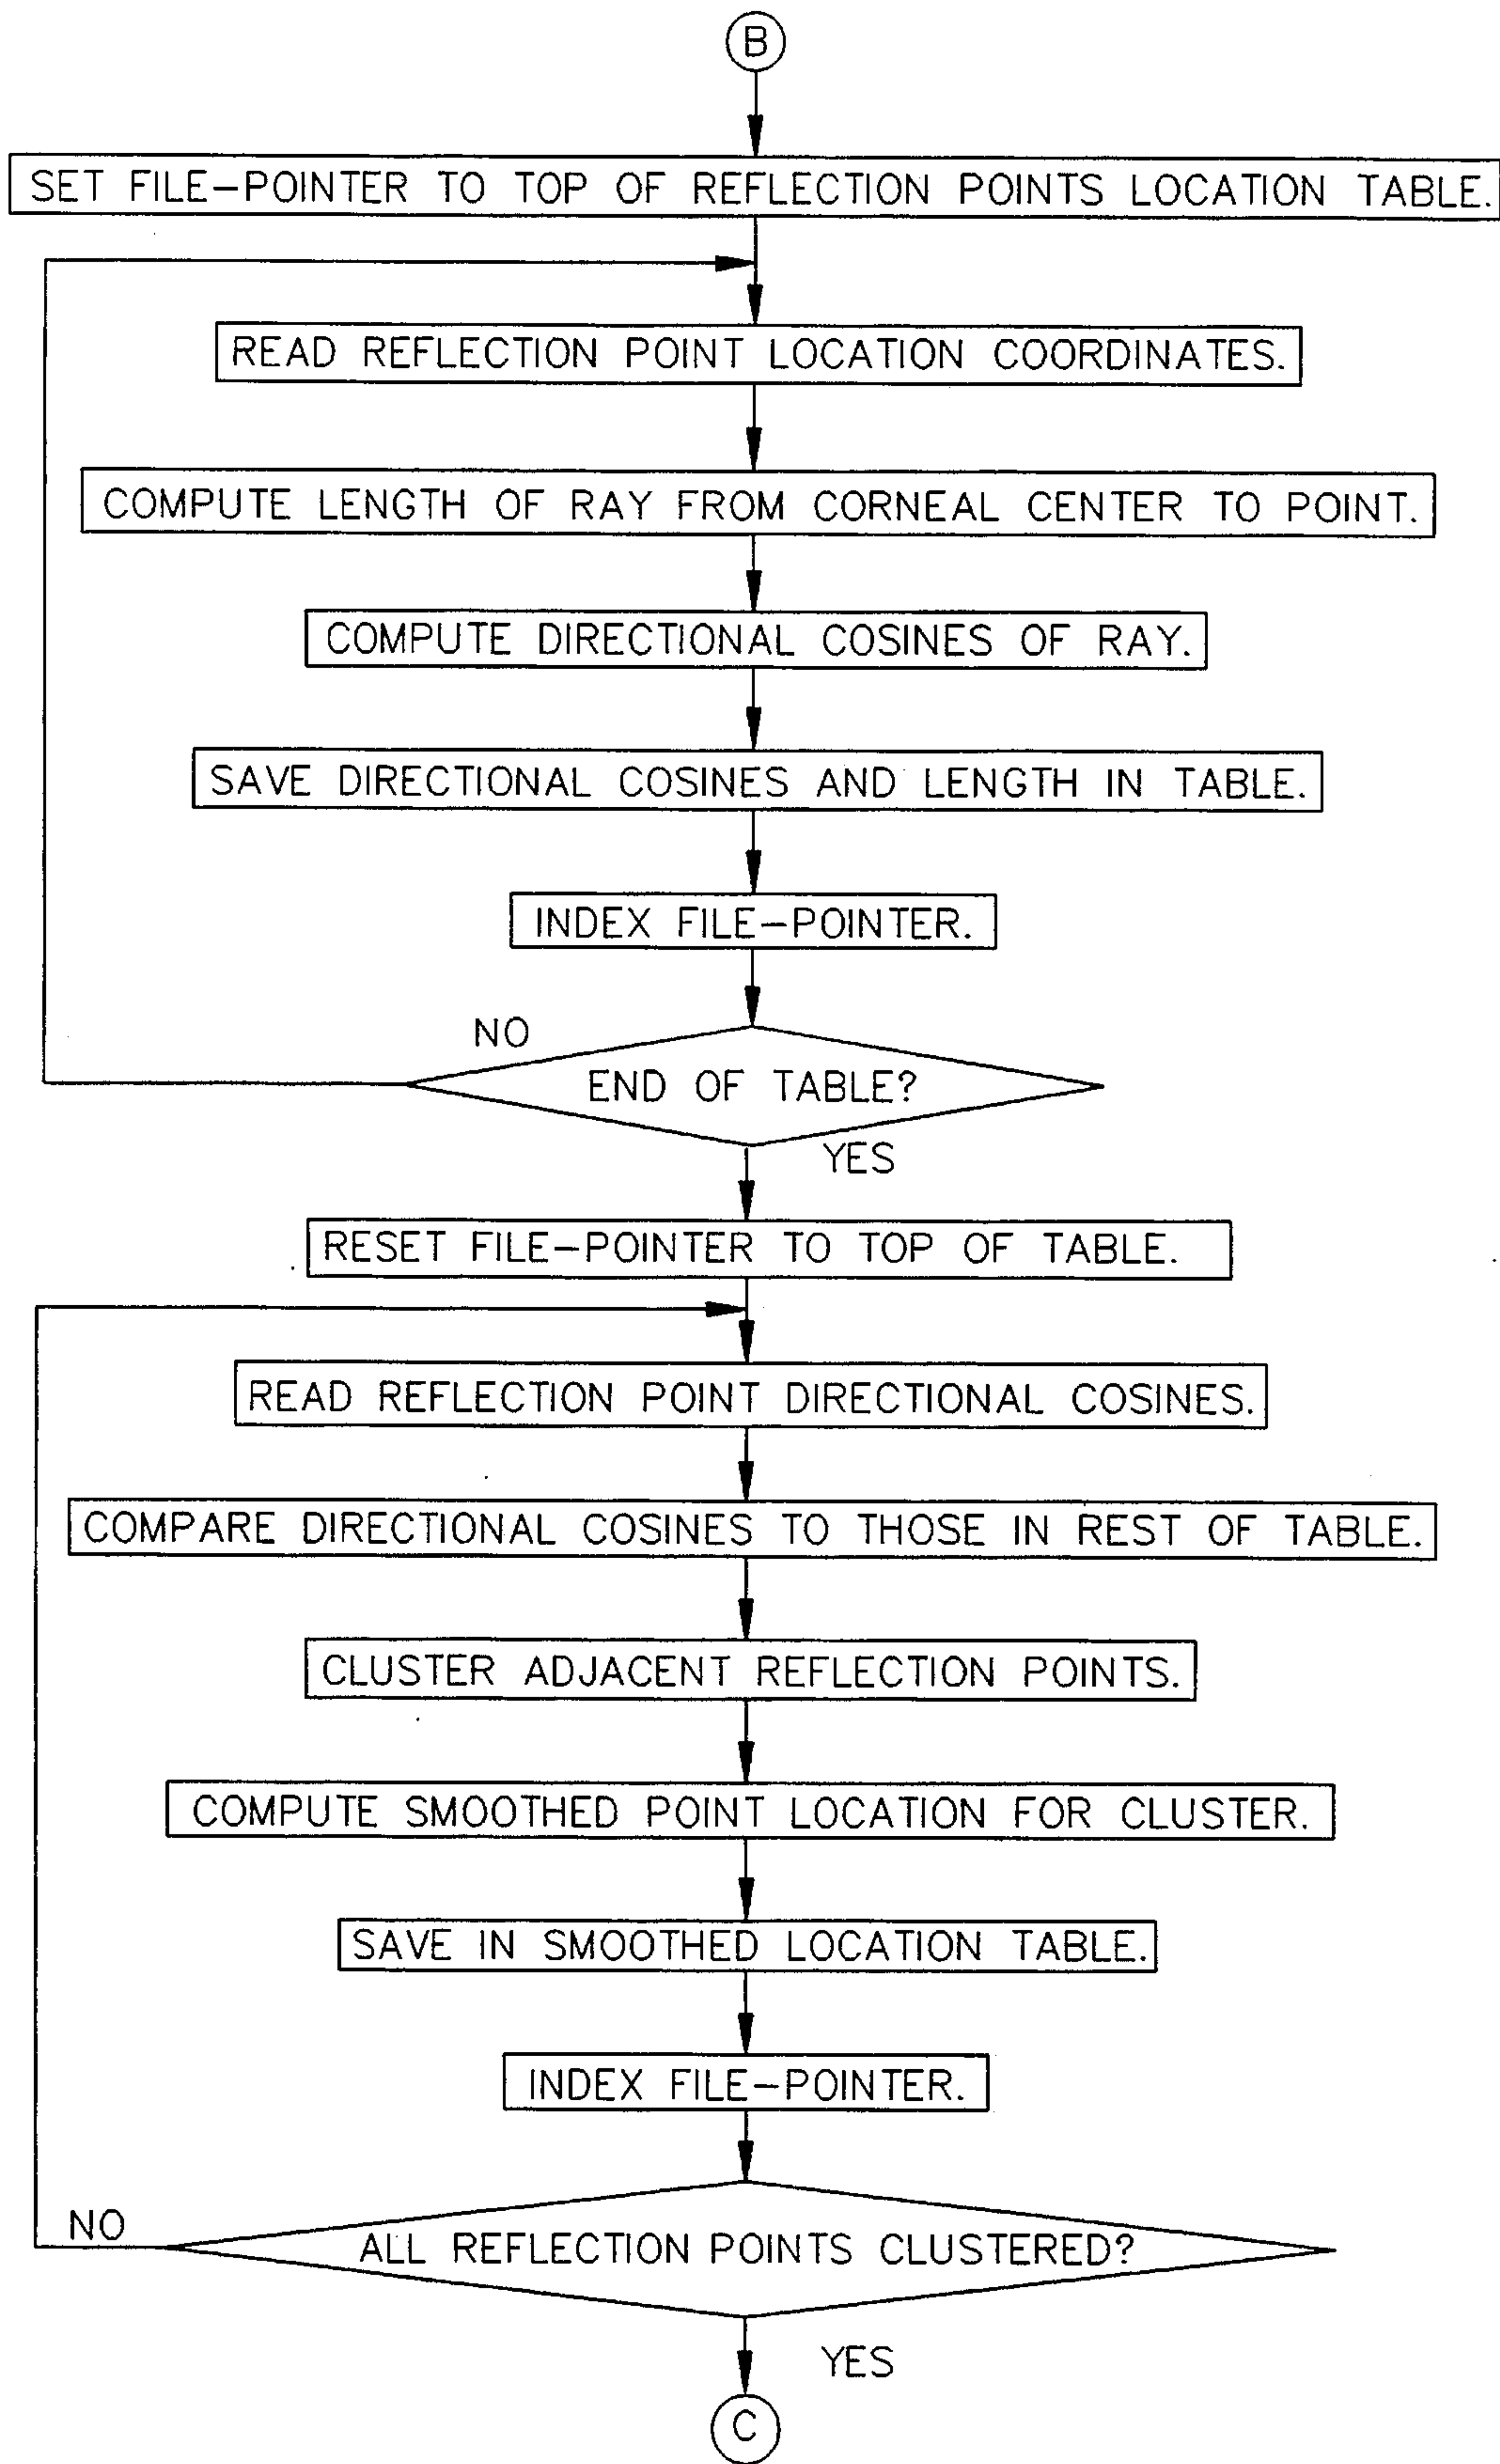 B
SET FILE-POINTER TO TOP OF REFLECTION POINTS LOCATION TABLE.
READ REFLECTION POINT LOCATION COORDINATES.
COMPUTE LENGTH OF RAY FROM CORNEAL CENTER TO POINT.
COMPUTE DIRECTIONAL COSINES OF RAY.
SAVE DIRECTIONAL COSINES AND LENGTH IN TABLE.
INDEX FILE-POINTER.
NO
END OF TABLE?
YES
RESET FILE-POINTER TO TOP OF TABLE.
READ REFLECTION POINT DIRECTIONAL COSINES.
COMPARE DIRECTIONAL COSINES TO THOSE IN REST OF TABLE.
CLUSTER ADJACENT REFLECTION POINTS.
COMPUTE SMOOTHED POINT LOCATION FOR CLUSTER.
SAVE IN SMOOTHED LOCATION TABLE.
INDEX FILE-POINTER.
NO
ALL REFLECTION POINTS CLUSTERED?
YES
C